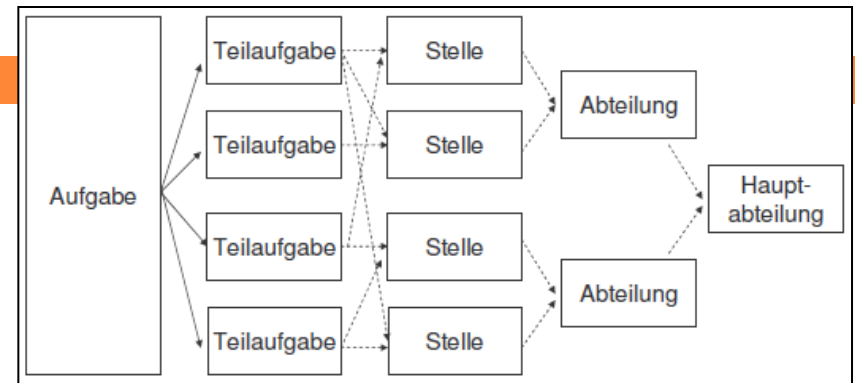 Aufgabe
Teilaufgabe
Teilaufgabe
Teilaufgabe
Teilaufgabe
Stelle
Stelle
Stelle
Stelle
Abteilung
Abteilung
Haupt-
abteilung